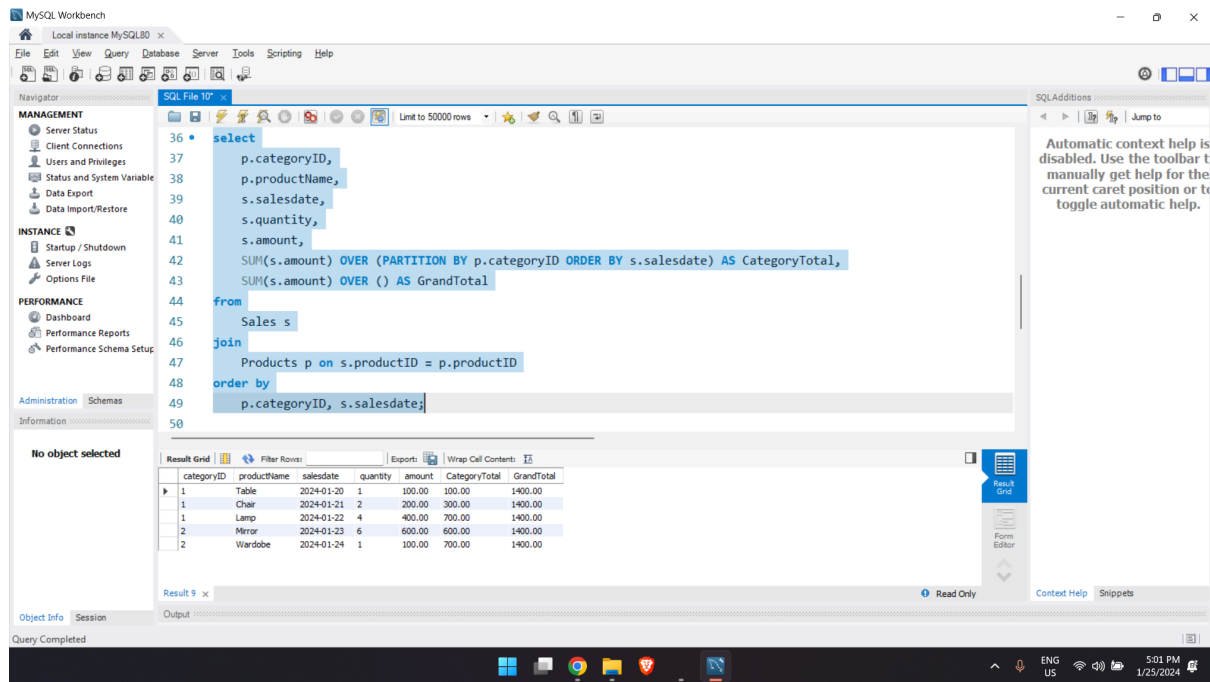 MySQL Workbench
Local instance MySQL80 ×
File Edit View Query Database Server Tools Scripting Help
Navigator
MANAGEMENT
Server Status
Client Connections
Users and Privileges
Status and System Variable
Data Export
Data Import/Restore
INSTANCE
Startup / Shutdown
Server Logs
Options File
PERFORMANCE
Dashboard
Performance Reports
Performance Schema Setup
Administration Schemas
Information
No object selected
Object Info Session
Query Completed
SQL File 10* ×
Limit to 50000 rows
36 select
37 p.categoryID,
38 p.productName,
39 s.salesdate,
40 s.quantity,
41 s.amount,
42 SUM(s.amount) OVER (PARTITION BY p.categoryID ORDER BY s.salesdate) AS CategoryTotal,
43 SUM(s.amount) OVER () AS GrandTotal
44 from
45 Sales s
46 join
47 Products p on s.productID = p.productID
48 order by
49 p.categoryID, s.salesdate;
50
Result Grid Filter Rows: Export: Wrap Cell Content:
categoryID productName salesdate quantity amount CategoryTotal GrandTotal
1 Table 2024-01-20 1 100.00 100.00 1400.00
1 Chair 2024-01-21 2 200.00 300.00 1400.00
1 Lamp 2024-01-22 4 400.00 700.00 1400.00
2 Mirror 2024-01-23 6 600.00 600.00 1400.00
2 Wardobe 2024-01-24 1 100.00 700.00 1400.00
Result Grid
Form Editor
Result 9 ×
Read Only
Output
SQLAdditions
Jump to
Automatic context help is
disabled. Use the toolbar t
manually get help for the
current caret position or to
toggle automatic help.
Context Help Snippets
ENG
US
5:01 PM
1/25/2024